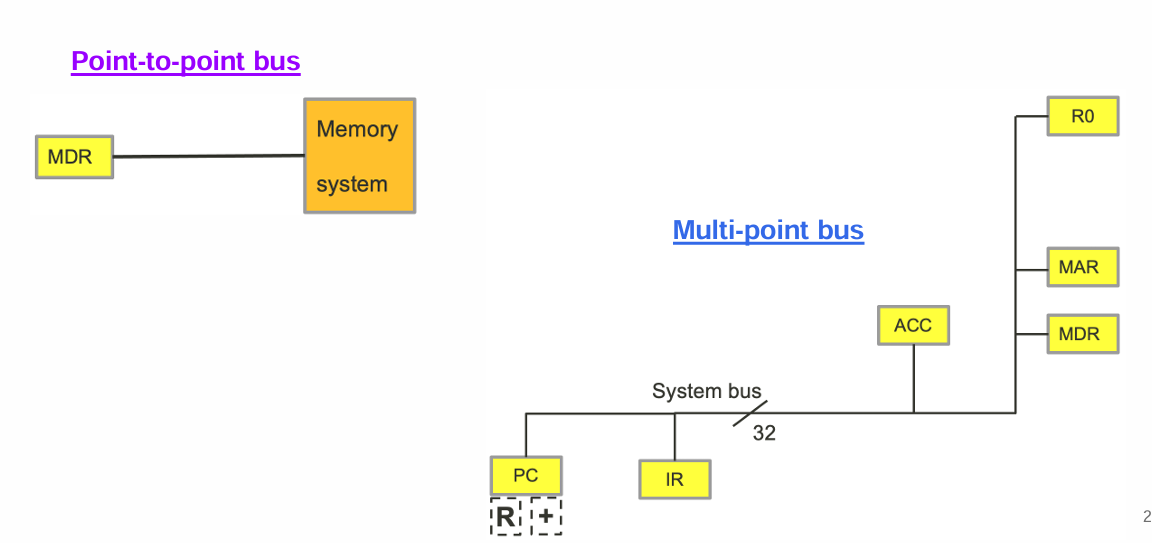 Point-to-point bus
MDR
Memory
system
Multi-point bus
R0
MAR
MDR
ACC
System bus
32
PC
IR
R
+
2